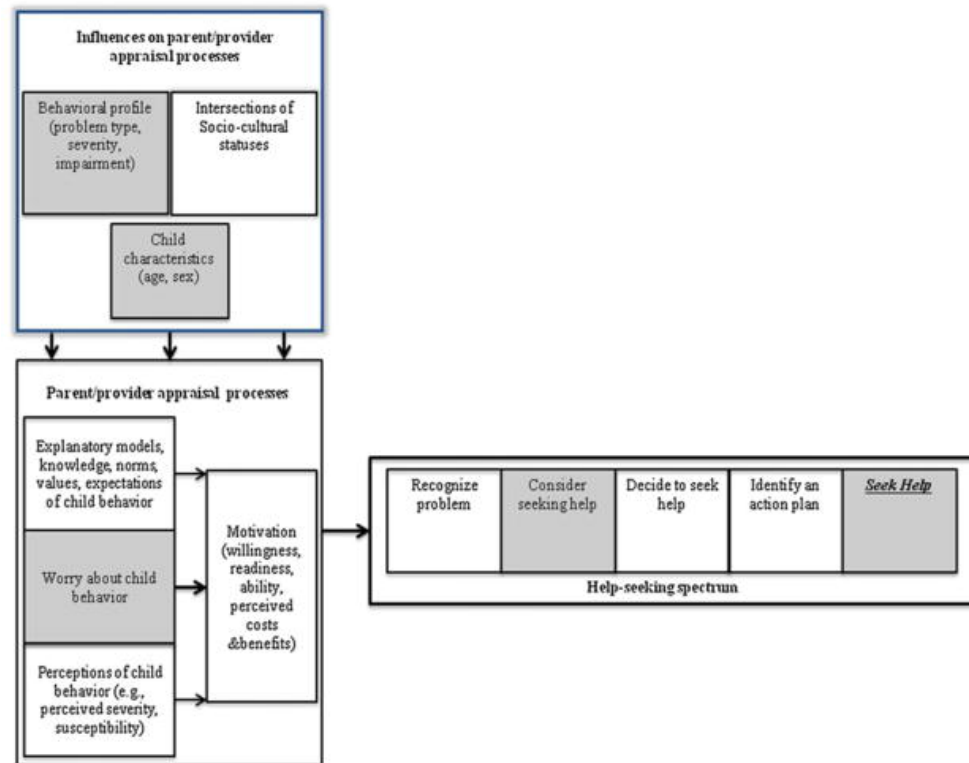 Influences on parent/provider
appraisal processes
Behavioral profile
(problem type,
severity,
impairment)
Intersections of
Socio-cultural
statuses
Child
characteristics
(age, sex)
Parent/provider appraisal processes
Explanatory models,
knowledge, norms,
values, expectations
of child behavior
Worry about child
behavior
Perceptions of child
behavior (e.g.,
perceived severity,
susceptibility)
Motivation
(willingness,
readiness,
ability,
perceived
costs
&benefits)
Recognize
problem
Consider
seeking help
Decide to seek
help
Identify an
action plan
Seek Help
Help-seeking spectrum